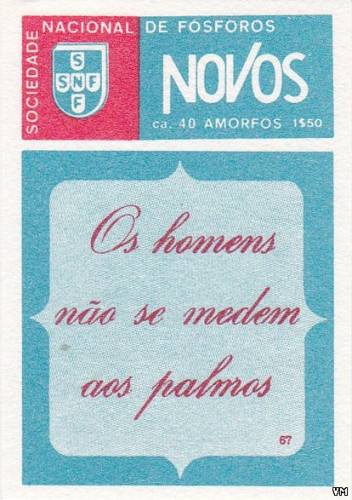 SOCIEDADE
NACIONAL DE FÓSFOROS
S
SNF
F
NOVOS
ca. 40 AMORFOS 1$50
Os homens
não se medem
aos palmos
67
VM